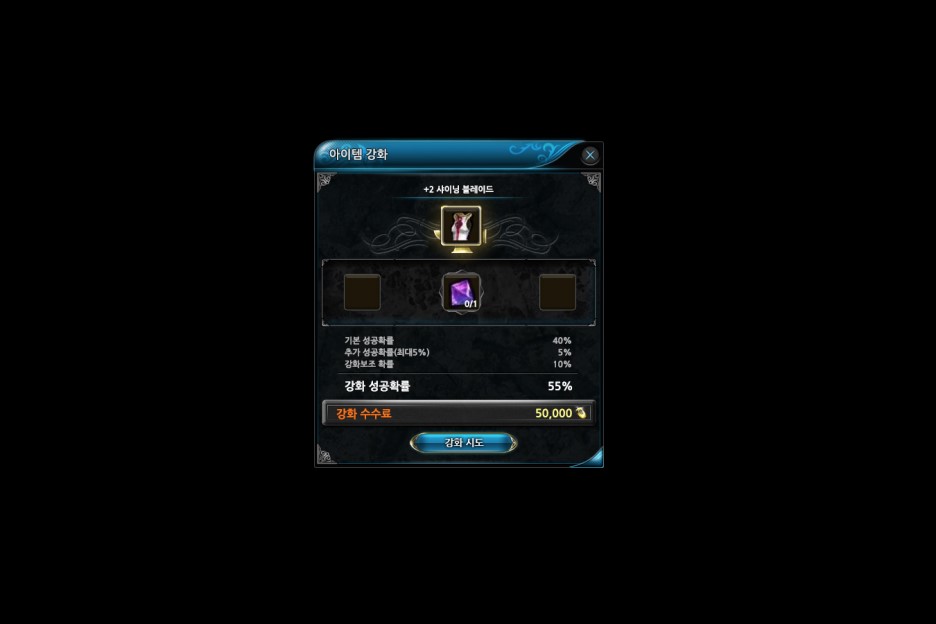 아이템 강화
+2 샤이닝 블레이드
0/1
기본 성공확률 40%
추가 성공확률(최대5%) 5%
강화보조 확률 10%
강화 성공확률 55%
강화 수수료 50,000
강화 시도